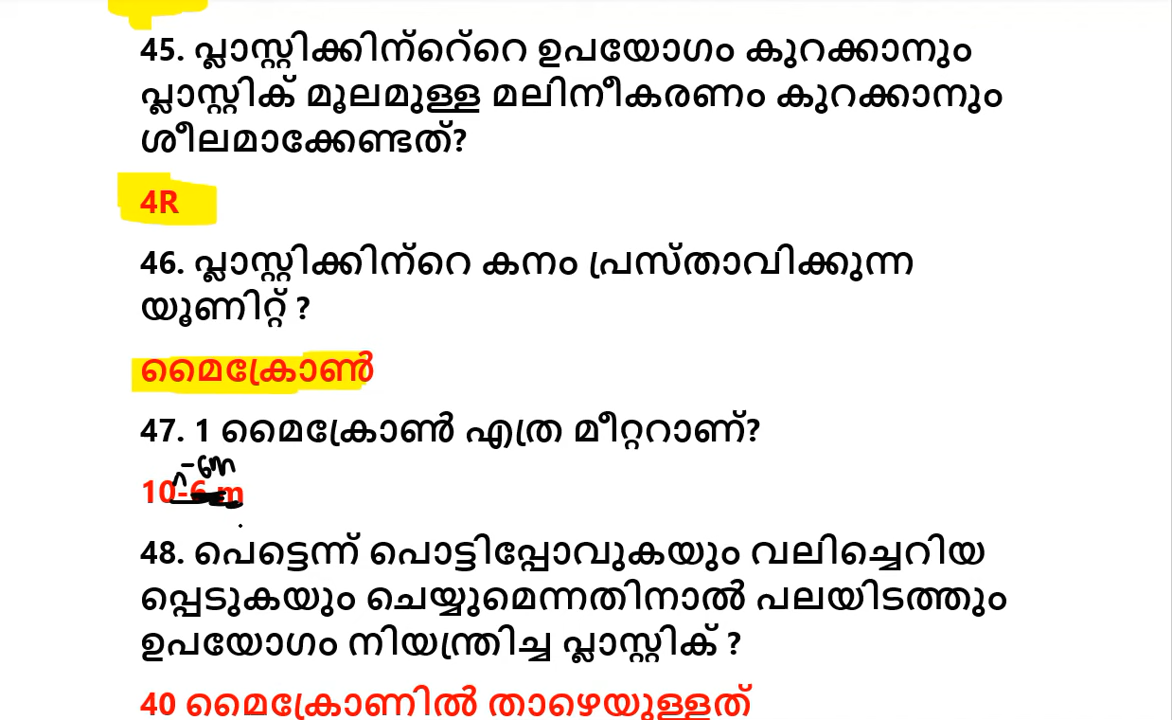 45. പ്ലാസ്റ്റിക്കിന്റെ്റെ ഉപയോഗം കുറക്കാനും
പ്ലാസ്റ്റിക് മൂലമുള്ള മലിനീകരണം കുറക്കാനും
ശീലമാക്കേണ്ടത്?
4R
46. പ്ലാസ്റ്റിക്കിന്റെ കനം പ്രസ്താവിക്കുന്ന
യൂണിറ്റ് ?
മൈക്രോൺ
47. 1 മൈക്രോൺ എത്ര മീറ്ററാണ്?
-6m
10-6 m
48. പെട്ടെന്ന് പൊട്ടിപ്പോവുകയും വലിച്ചെറിയ
പ്പെടുകയും ചെയ്യുമെന്നതിനാൽ പലയിടത്തും
ഉപയോഗം നിയന്ത്രിച്ച പ്ലാസ്റ്റിക് ?
40 മൈക്രോണിൽ താഴെയുള്ളത്